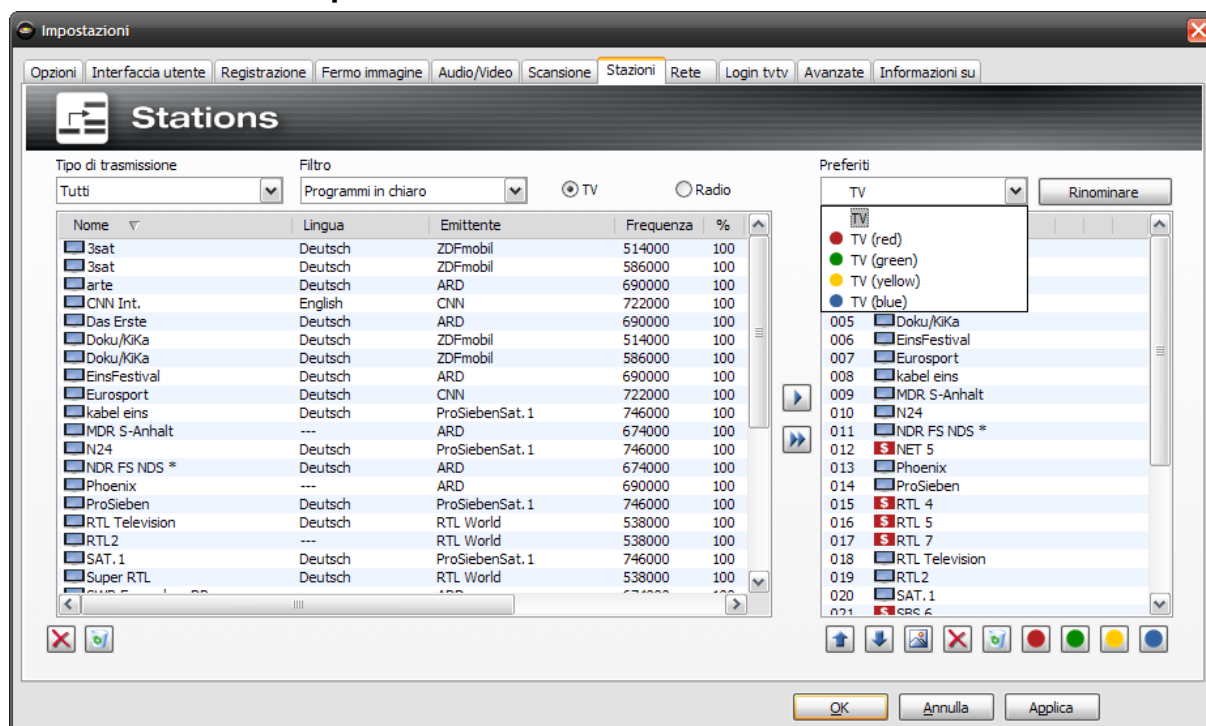 Impostazioni
Opzioni Interfaccia utente Registrazione Fermo immagine Audio/Video Scansione Stazioni Rete Login tvtv Avanzate Informazioni su
Stations
Tipo di trasmissione Filtro Preferiti
Tutti Programmi in chiaro TV Radio TV Rinominare
Nome Lingua Emittente Frequenza %
3sat Deutsch ZDFmobil 514000 100
3sat Deutsch ZDFmobil 586000 100
arte Deutsch ARD 690000 100
CNN Int. English CNN 722000 100
Das Erste Deutsch ARD 690000 100
Doku/KiKa Deutsch ZDFmobil 514000 100
Doku/KiKa Deutsch ZDFmobil 586000 100
EinsFestival Deutsch ARD 690000 100
Eurosport Deutsch CNN 722000 100
kabel eins Deutsch ProSiebenSat.1 746000 100
MDR S-Anhalt --- ARD 674000 100
N24 Deutsch ProSiebenSat.1 746000 100
NDR FS NDS * Deutsch ARD 674000 100
Phoenix --- ARD 690000 100
ProSieben Deutsch ProSiebenSat.1 746000 100
RTL Television Deutsch RTL World 538000 100
RTL2 --- RTL World 538000 100
SAT.1 Deutsch ProSiebenSat.1 746000 100
Super RTL Deutsch RTL World 538000 100
TV
TV (red)
TV (green)
TV (yellow)
TV (blue)
005 Doku/KiKa
006 EinsFestival
007 Eurosport
008 kabel eins
009 MDR S-Anhalt
010 N24
011 NDR FS NDS *
012 $ NET 5
013 Phoenix
014 ProSieben
015 $ RTL 4
016 $ RTL 5
017 $ RTL 7
018 RTL Television
019 RTL2
020 SAT.1
021 $ SBS 6
OK Annulla Applica